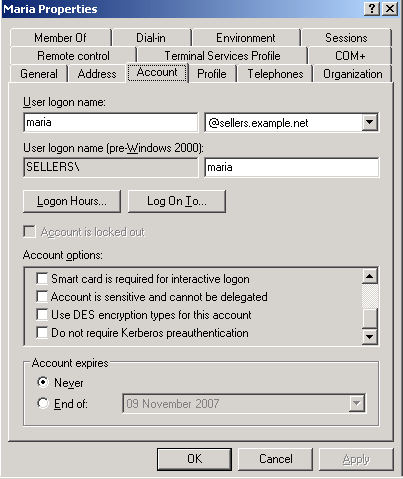 Maria Properties
Member Of Dial-in Environment Sessions
Remote control Terminal Services Profile COM+
General Address Account Profile Telephones Organization
User logon name:
maria @sellers.example.net
User logon name (pre-Windows 2000):
SELLERS\ maria
Logon Hours... Log On To...
Account is locked out
Account options:
Smart card is required for interactive logon
Account is sensitive and cannot be delegated
Use DES encryption types for this account
Do not require Kerberos preauthentication
Account expires
Never
End of: 09 November 2007
OK Cancel Apply